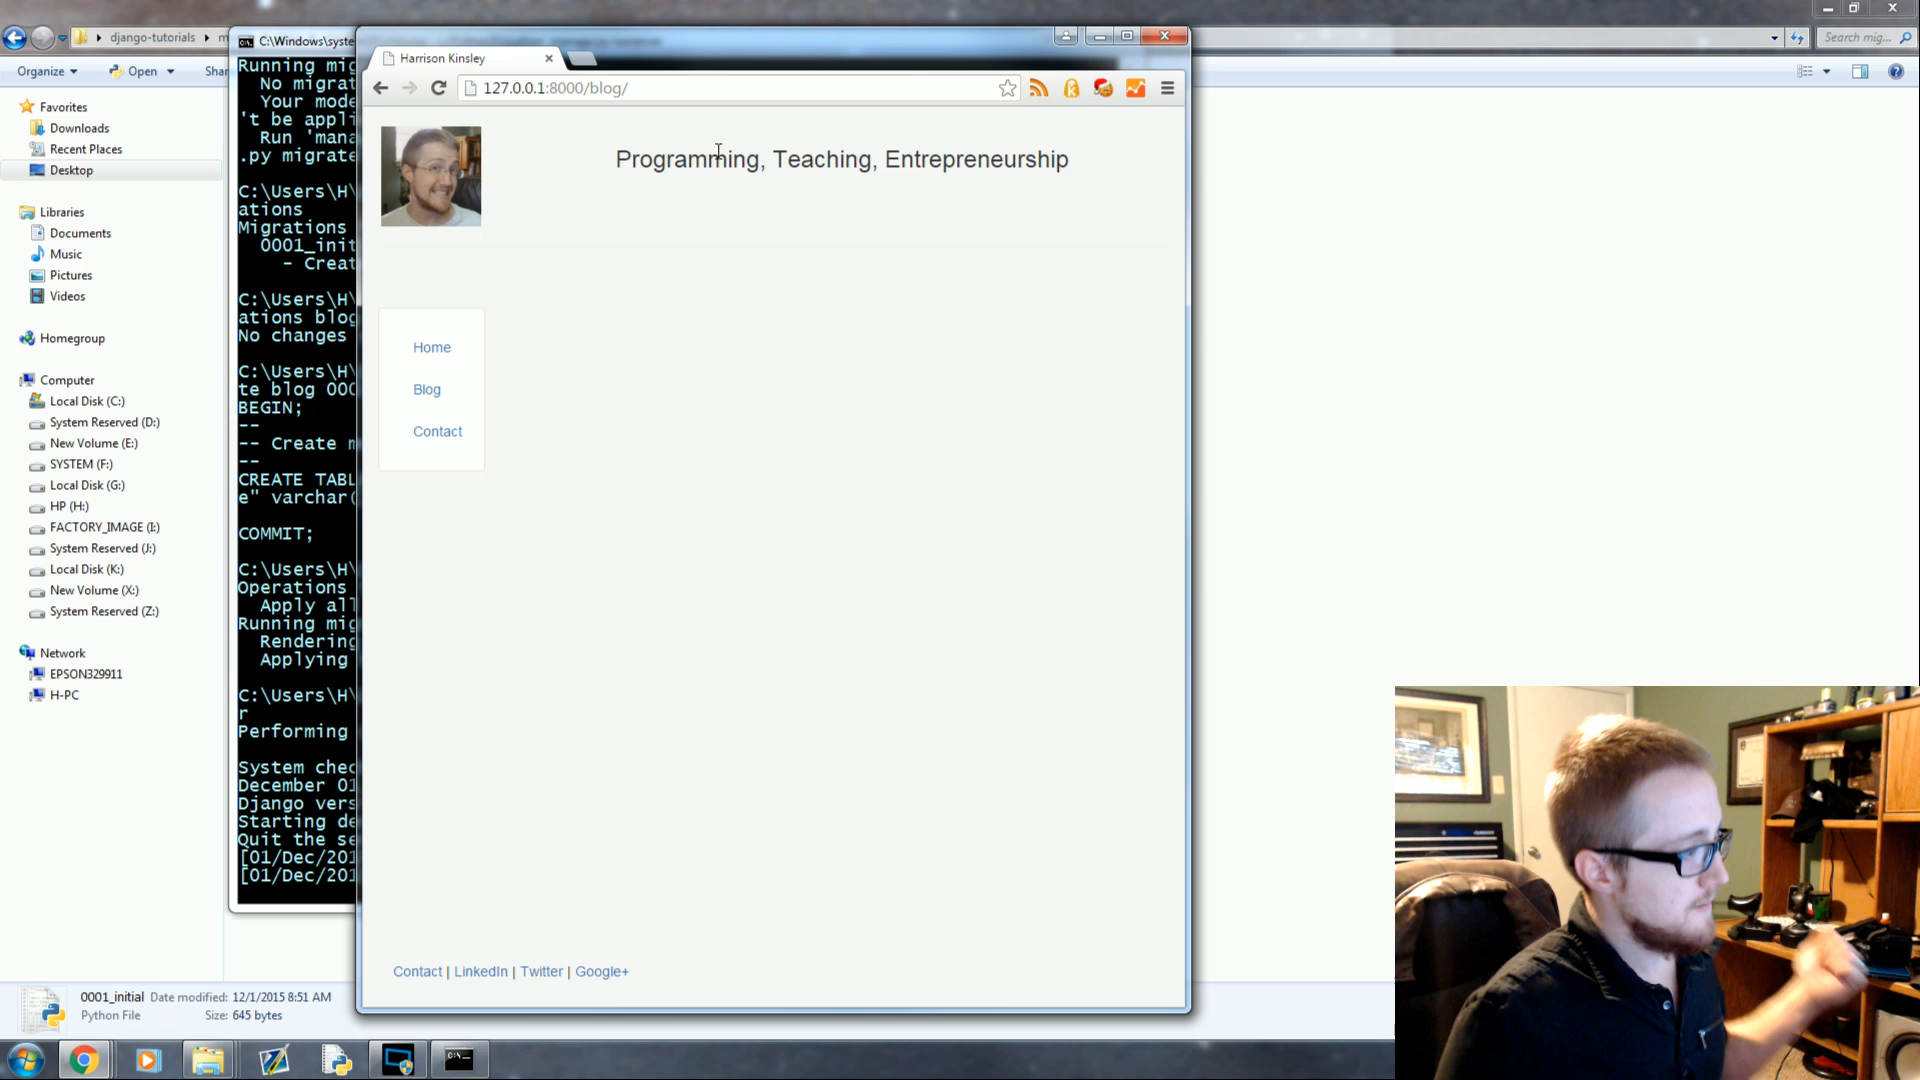 django-tutorials
m
C:\Windows\syste
Search mig...
Organize
Open
Shar
Favorites
Downloads
Recent Places
Desktop
Libraries
Documents
Music
Pictures
Videos
Homegroup
Computer
Local Disk (C:)
System Reserved (D:)
New Volume (E:)
SYSTEM (F:)
Local Disk (G:)
HP (H:)
FACTORY_IMAGE (I:)
System Reserved (J:)
Local Disk (K:)
New Volume (X:)
System Reserved (Z:)
Network
EPSON329911
H-PC
Running mig
No migrat
Your mode
't be appli
Run 'mana
.py migrate
C:\Users\H\
ations
Migrations
0001_init
- Creat
C:\Users\H\
ations blog
No changes
C:\Users\H\
te blog 000
BEGIN;
--
-- Create m
--
CREATE TABL
e" varchar(
COMMIT;
C:\Users\H\
Operations
Apply all
Running mig
Rendering
Applying
C:\Users\H\
r
Performing
System chec
December 01
Django vers
Starting de
Quit the se
[01/Dec/201
[01/Dec/201
Harrison Kinsley
127.0.0.1:8000/blog/
Programming, Teaching, Entrepreneurship
Home
Blog
Contact
Contact | LinkedIn | Twitter | Google+
0001_initial Date modified: 12/1/2015 8:51 AM
Python File Size: 645 bytes